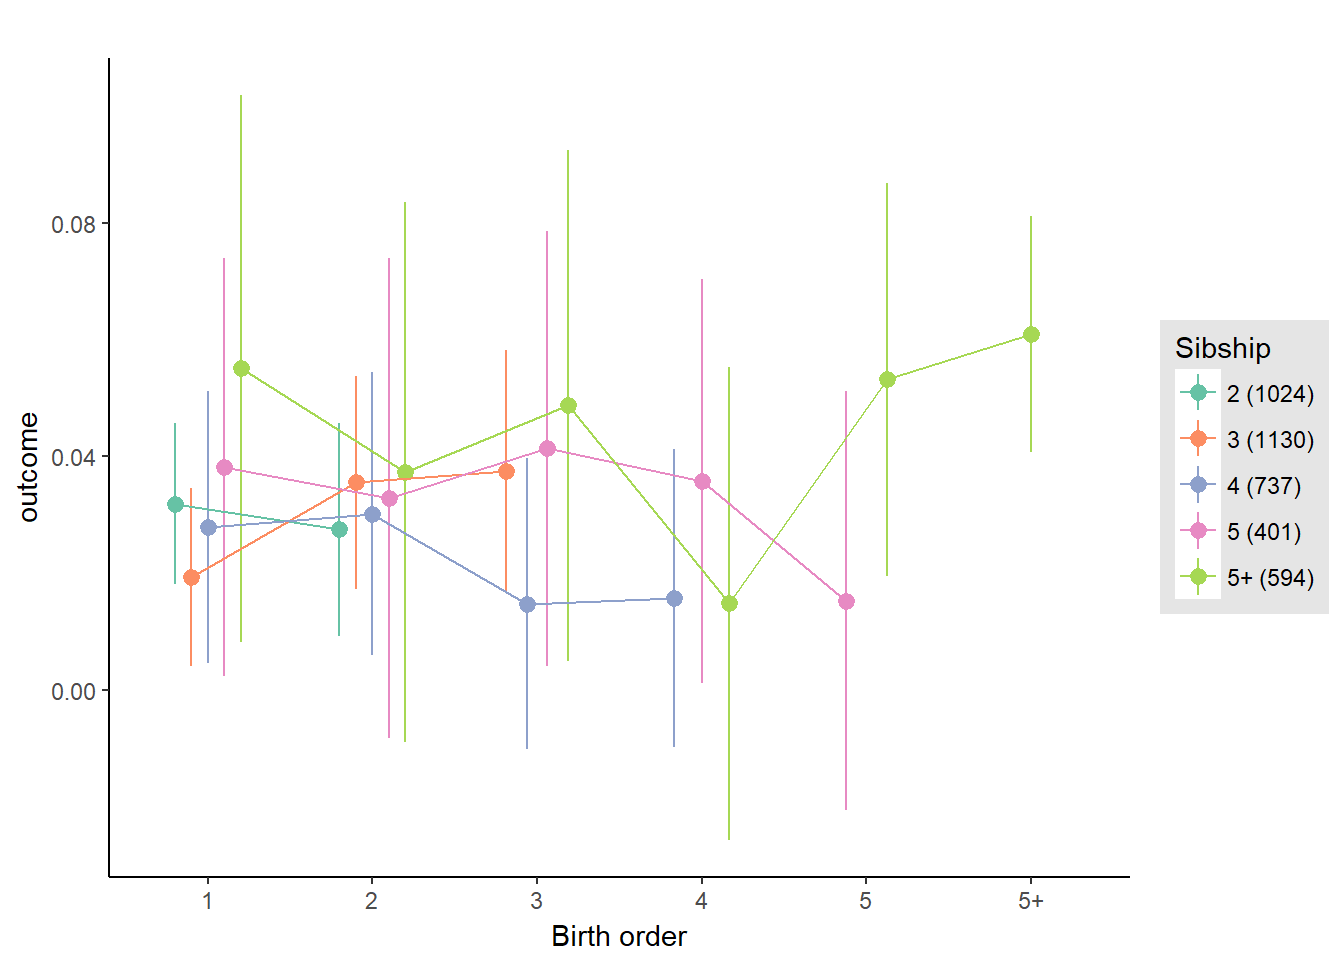 outcome
0.08
0.04
0.00
1 2 3 4 5 5+
Birth order
Sibship
2 (1024)
3 (1130)
4 (737)
5 (401)
5+ (594)